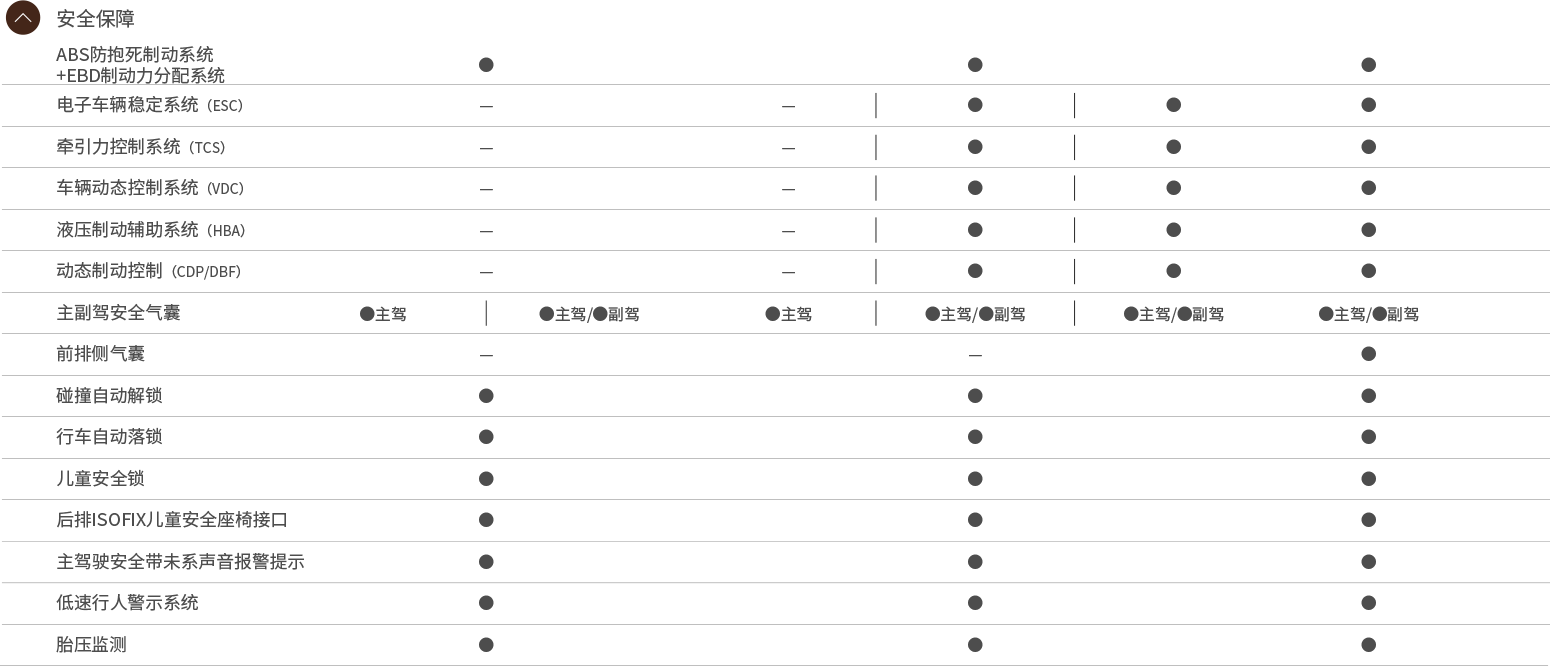 安全保障
ABS防抱死制动系统
+EBD制动力分配系统 ● ● ●
电子车辆稳定系统（ESC） — — | ● | ● ●
牵引力控制系统（TCS） — — | ● | ● ●
车辆动态控制系统（VDC） — — | ● | ● ●
液压制动辅助系统（HBA） — — | ● | ● ●
动态制动控制（CDP/DBF） — — | ● | ● ●
主副驾安全气囊 ●主驾 | ●主驾/●副驾 ●主驾 | ●主驾/●副驾 | ●主驾/●副驾 ●主驾/●副驾
前排侧气囊 — — ●
碰撞自动解锁 ● ● ●
行车自动落锁 ● ● ●
儿童安全锁 ● ● ●
后排ISOFIX儿童安全座椅接口 ● ● ●
主驾驶安全带未系声音报警提示 ● ● ●
低速行人警示系统 ● ● ●
胎压监测 ● ● ●